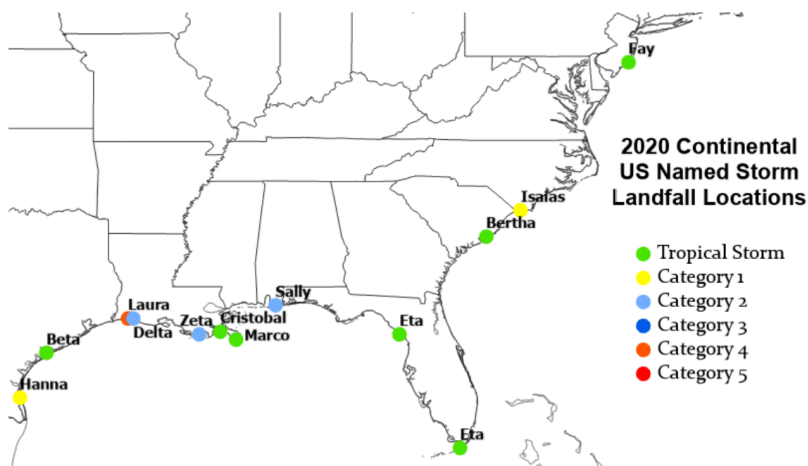 Fay
2020 Continental
US Named Storm
Landfall Locations
Isaias
Bertha
Tropical Storm
Category 1
Category 2
Category 3
Category 4
Category 5
Sally
Laura
Zeta
Cristobal
Delta
Marco
Eta
Beta
Hanna
Eta